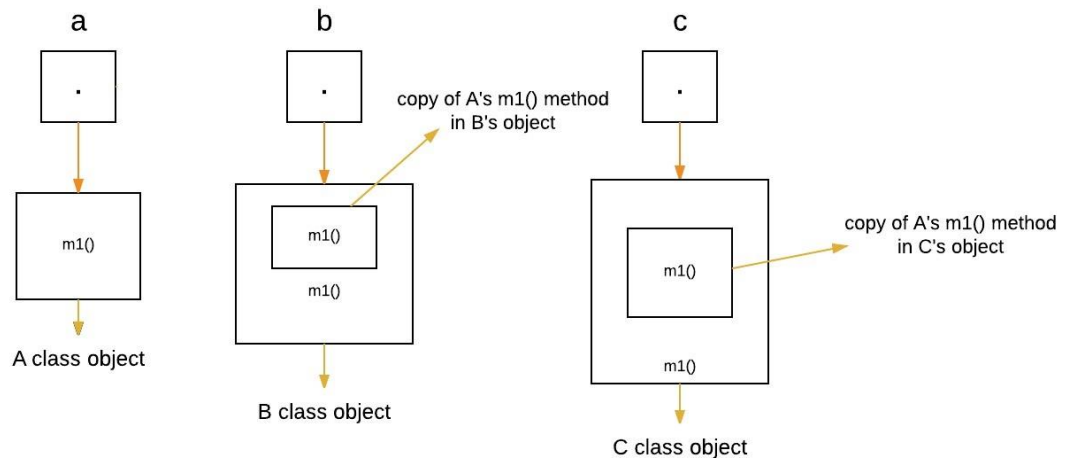 a
b
c
.
.
.
copy of A's m1() method
in B's object
m1()
m1()
m1()
copy of A's m1() method
in C's object
m1()
m1()
A class object
B class object
C class object